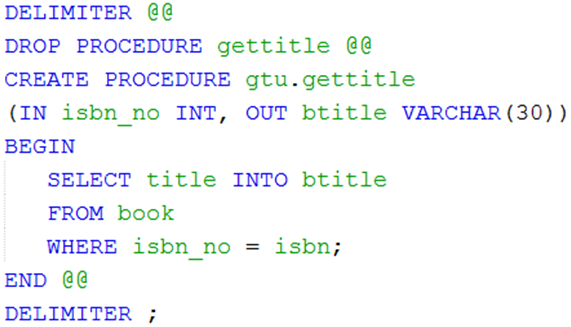 DELIMITER @@
DROP PROCEDURE gettitle @@
CREATE PROCEDURE gtu.gettitle
(IN isbn_no INT, OUT btitle VARCHAR(30))
BEGIN
SELECT title INTO btitle
FROM book
WHERE isbn_no = isbn;
END @@
DELIMITER ;